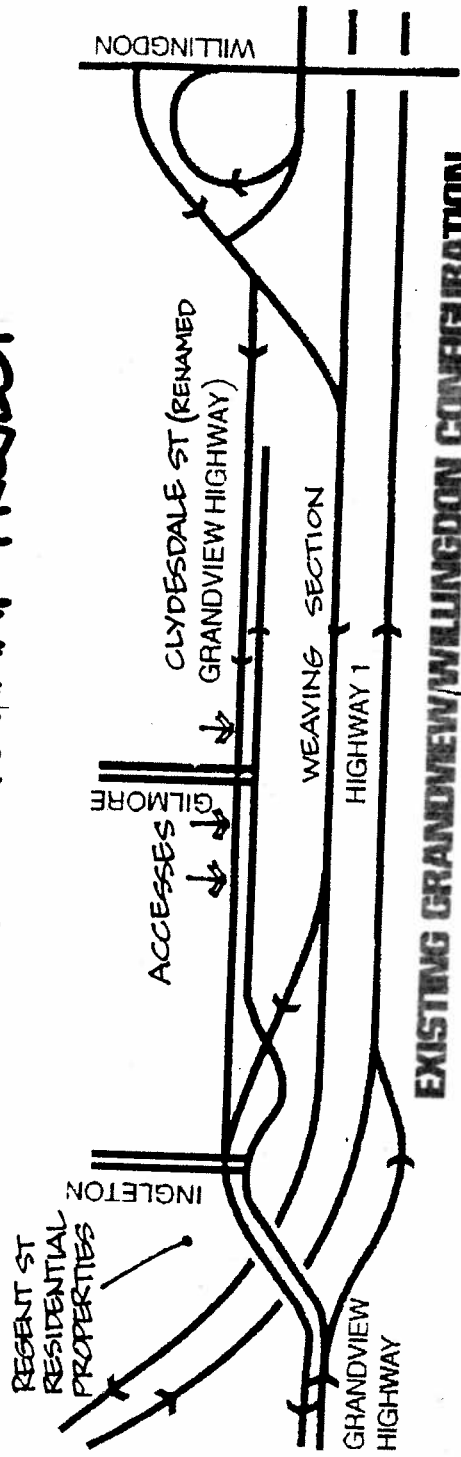 WILLINGDON
CLYDESDALE ST (RENAMED
GRANDVIEW HIGHWAY)
GILMORE
ACCESSES
WEAVING SECTION
HIGHWAY 1
INGLETON
REGENT ST
RESIDENTIAL
PROPERTIES
GRANDVIEW
HIGHWAY
EXISTING GRANDVIEW/WILLINGDON CONFIGURATION